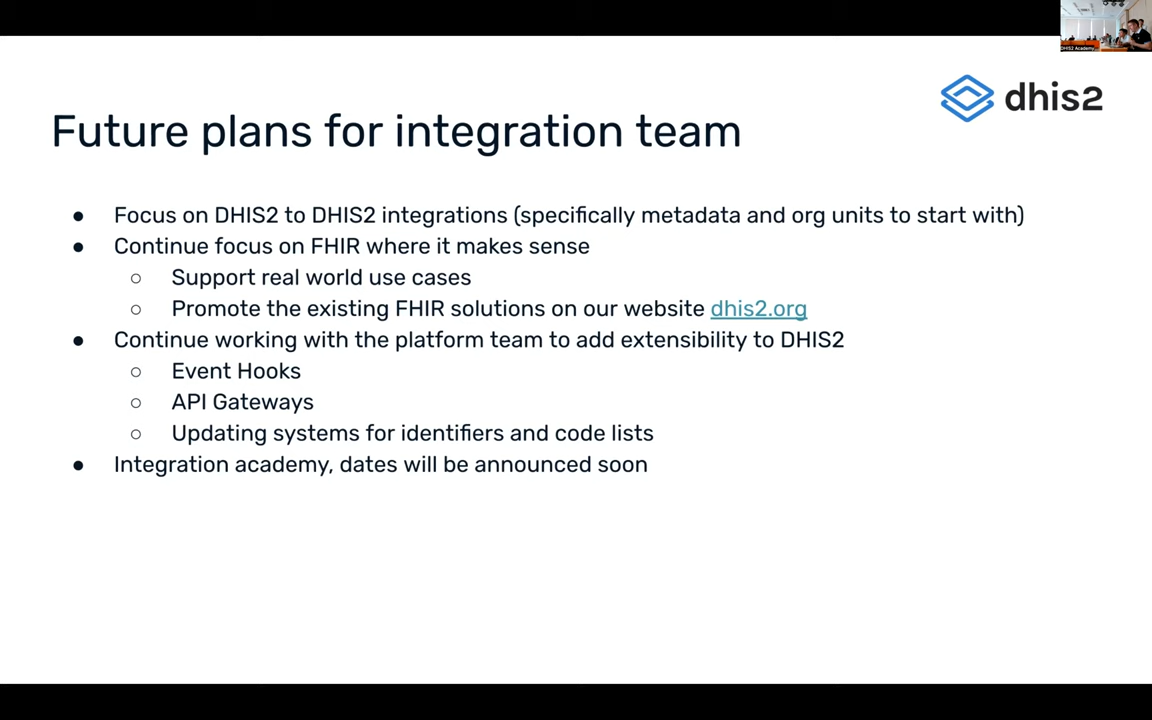 DHIS2 Academy
dhis2
Future plans for integration team
● Focus on DHIS2 to DHIS2 integrations (specifically metadata and org units to start with)
● Continue focus on FHIR where it makes sense
○ Support real world use cases
○ Promote the existing FHIR solutions on our website dhis2.org
● Continue working with the platform team to add extensibility to DHIS2
○ Event Hooks
○ API Gateways
○ Updating systems for identifiers and code lists
● Integration academy, dates will be announced soon